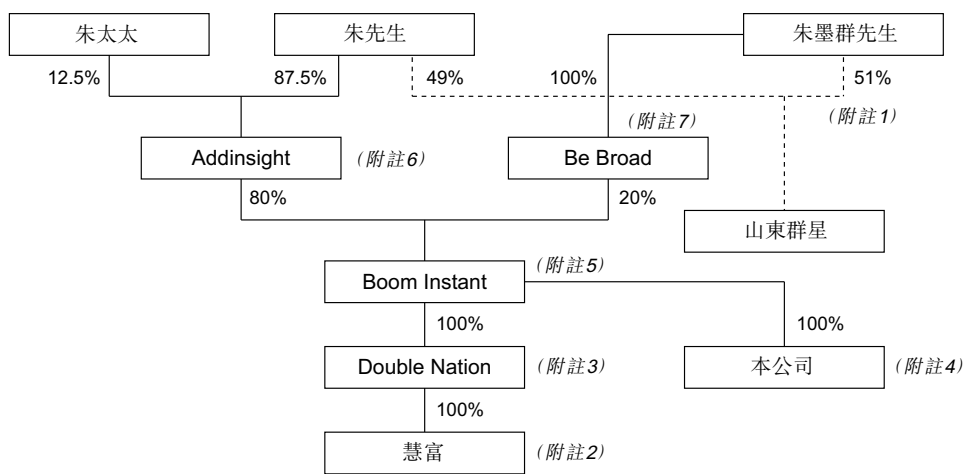 朱太太
朱先生
朱墨群先生
12.5%
87.5%
49%
100%
51%
(附註7)
(附註1)
Addinsight
(附註6)
Be Broad
80%
20%
山東群星
Boom Instant
(附註5)
100%
100%
Double Nation
(附註3)
本公司
(附註4)
100%
慧富
(附註2)